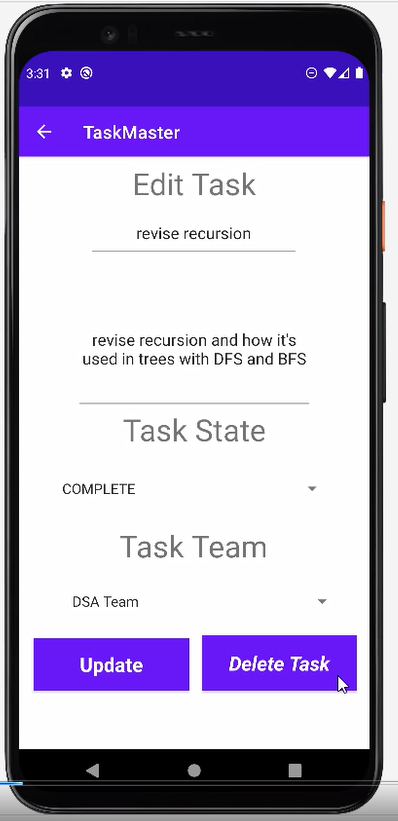 3:31
TaskMaster
Edit Task
revise recursion
revise recursion and how it's
used in trees with DFS and BFS
Task State
COMPLETE
Task Team
DSA Team
Update
Delete Task